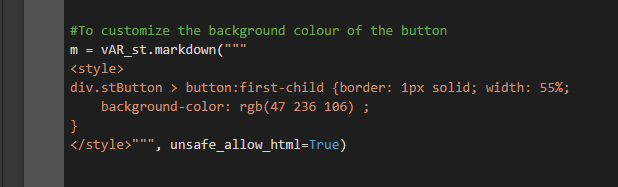 #To customize the background colour of the button
m = vAR_st.markdown("""
<style>
div.stButton > button:first-child {border: 1px solid; width: 55%;
    background-color: rgb(47 236 106) ;
}
</style>""", unsafe_allow_html=True)